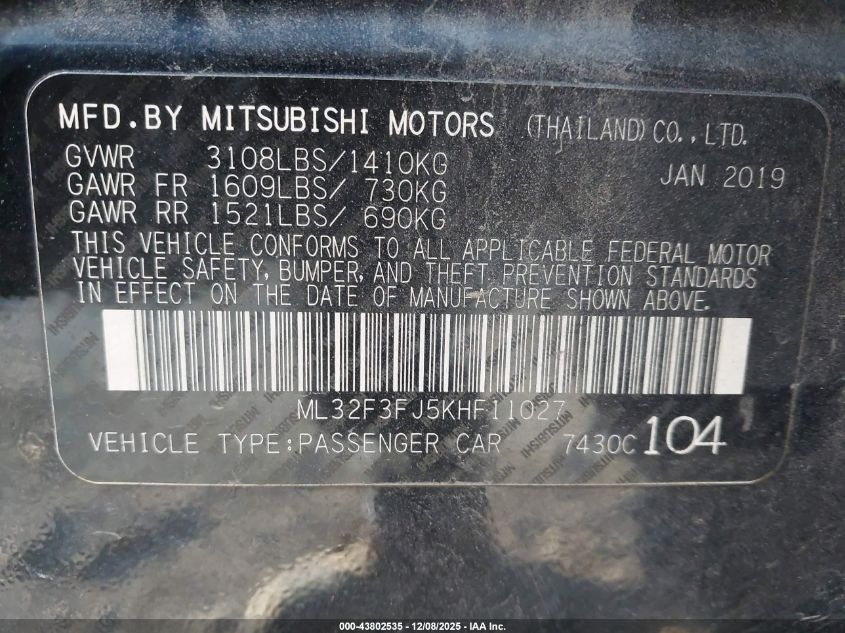 MFD.BY MITSUBISHI MOTORS (THAILAND) CO.,LTD.
GVWR 3108LBS/1410KG JAN 2019
GAWR FR 1609LBS/ 730KG
GAWR RR 1521LBS/ 690KG
THIS VEHICLE CONFORMS TO ALL APPLICABLE FEDERAL MOTOR
VEHICLE SAFETY, BUMPER, AND THEFT PREVENTION STANDARDS
IN EFFECT ON THE DATE OF MANUFACTURE SHOWN ABOVE.
ML32F3FJ5KHF11027
VEHICLE TYPE:PASSENGER CAR 7430C 104
000-43802535 - 12/08/2025 - IAA Inc.